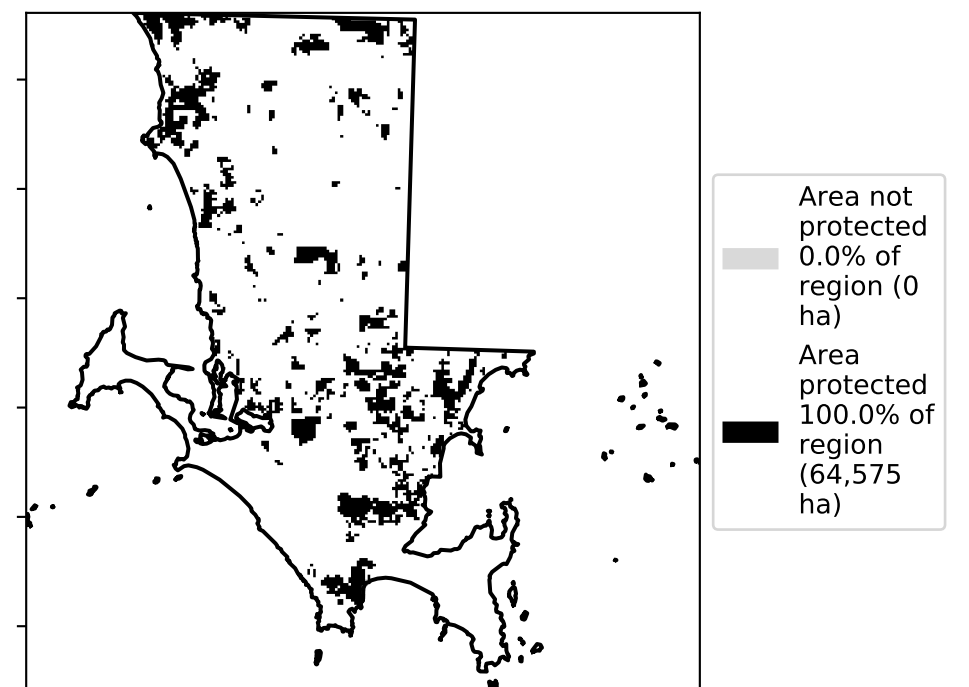 Area not
protected
0.0% of
region (0
ha)
Area
protected
100.0% of
region
(64,575
ha)